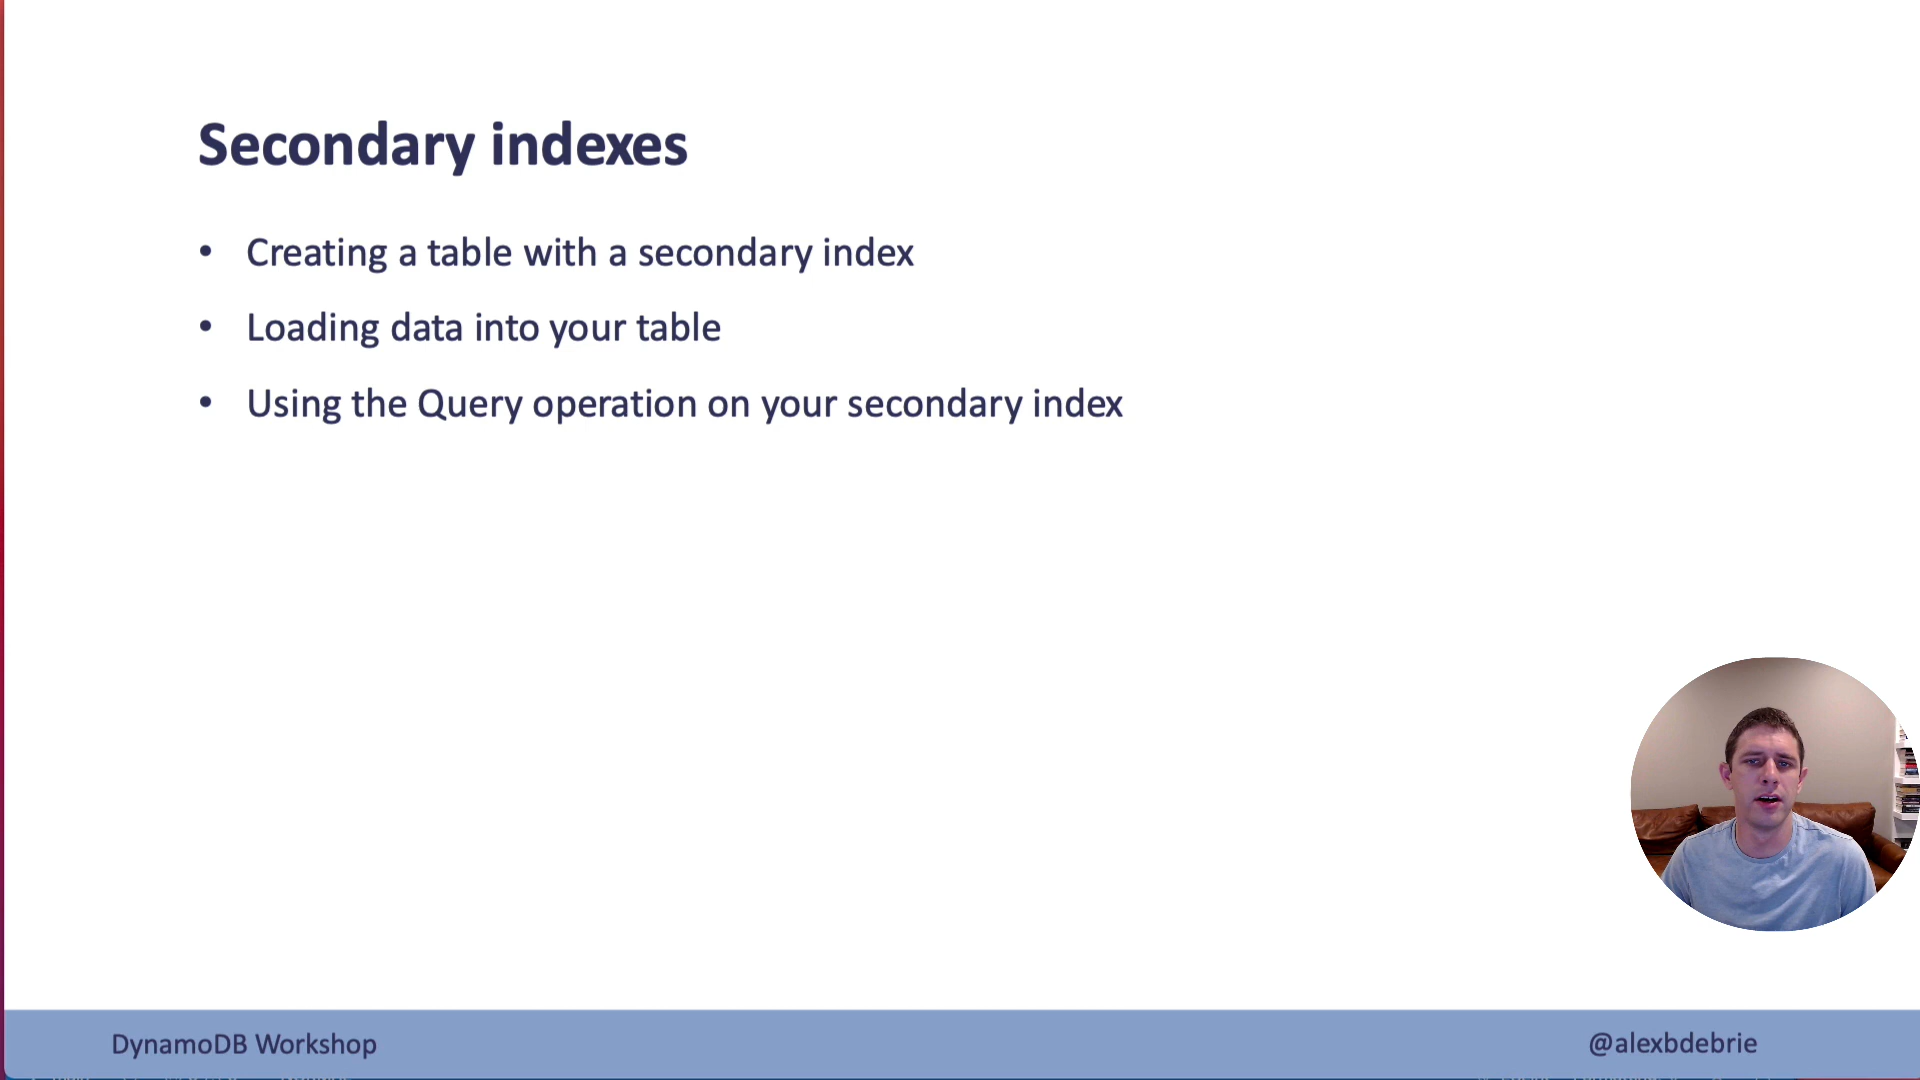 Secondary indexes
• Creating a table with a secondary index
• Loading data into your table
• Using the Query operation on your secondary index
DynamoDB Workshop
@alexbdebrie